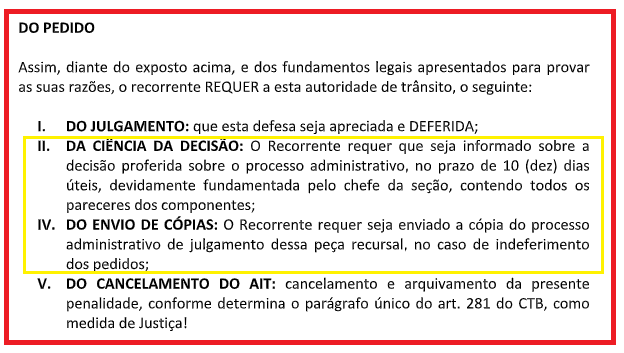 DO PEDIDO
Assim, diante do exposto acima, e dos fundamentos legais apresentados para provar
as suas razões, o recorrente REQUER a esta autoridade de trânsito, o seguinte:
I. DO JULGAMENTO: que esta defesa seja apreciada e DEFERIDA;
II. DA CIÊNCIA DA DECISÃO: O Recorrente requer que seja informado sobre a
decisão proferida sobre o processo administrativo, no prazo de 10 (dez) dias
úteis, devidamente fundamentada pelo chefe da seção, contendo todos os
pareceres dos componentes;
IV. DO ENVIO DE CÓPIAS: O Recorrente requer seja enviado a cópia do processo
administrativo de julgamento dessa peça recursal, no caso de indeferimento
dos pedidos;
V. DO CANCELAMENTO DO AIT: cancelamento e arquivamento da presente
penalidade, conforme determina o parágrafo único do art. 281 do CTB, como
medida de Justiça!